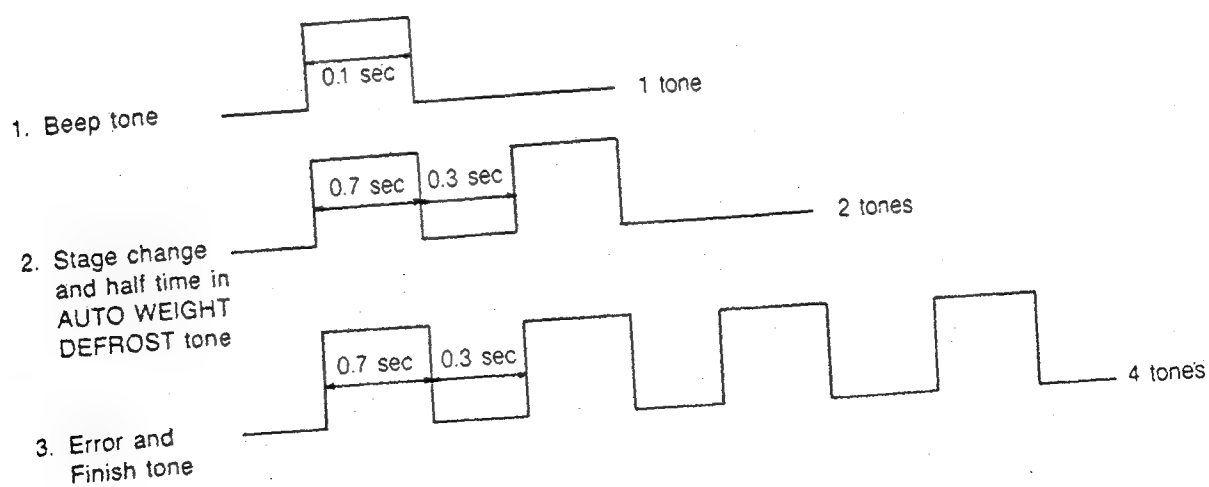 0.1 sec
1 tone
1. Beep tone
0.7 sec 0.3 sec
2 tones
2. Stage change
and half time in
AUTO WEIGHT
DEFROST tone
0.7 sec 0.3 sec
4 tones
3. Error and
Finish tone